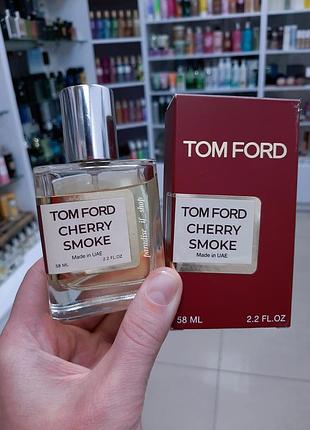 TOM FORD
CHERRY
SMOKE
Made in UAE
58 ML 2.2 FL.OZ
paradise_if_shop
TOM FORD
TOM FORD
CHERRY
SMOKE
Made in UAE
58 ML 2.2 FL.OZ